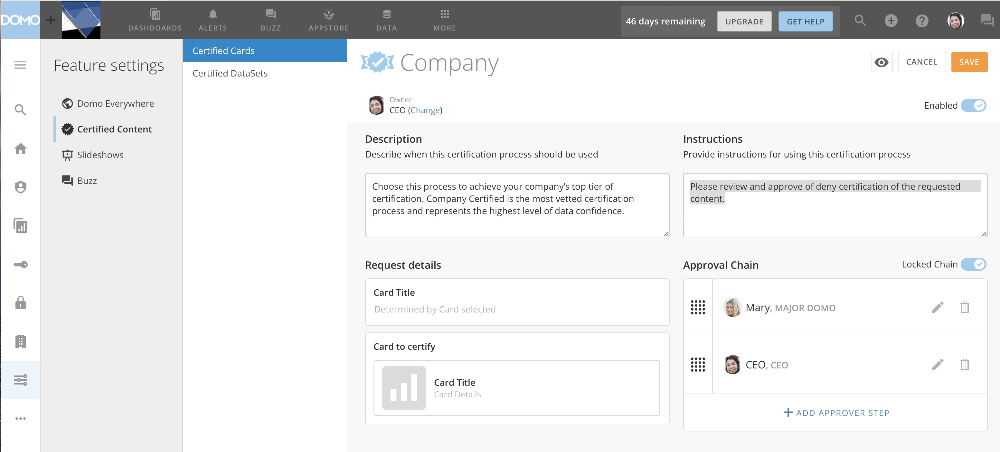 DOMO
DASHBOARDS
ALERTS
BUZZ
APPSTORE
DATA
MORE
46 days remaining
UPGRADE
GET HELP
Feature settings
Domo Everywhere
Certified Content
Slideshows
Buzz
Certified Cards
Certified DataSets
Company
CANCEL
SAVE
Owner
CEO (Change)
Enabled
Description
Describe when this certification process should be used
Choose this process to achieve your company’s top tier of
certification. Company Certified is the most vetted certification
process and represents the highest level of data confidence.
Instructions
Provide instructions for using this certification process
Please review and approve of deny certification of the requested
content.
Request details
Card Title
Determined by Card selected
Card to certify
Card Title
Card Details
Approval Chain
Locked Chain
Mary, MAJOR DOMO
CEO, CEO
ADD APPROVER STEP